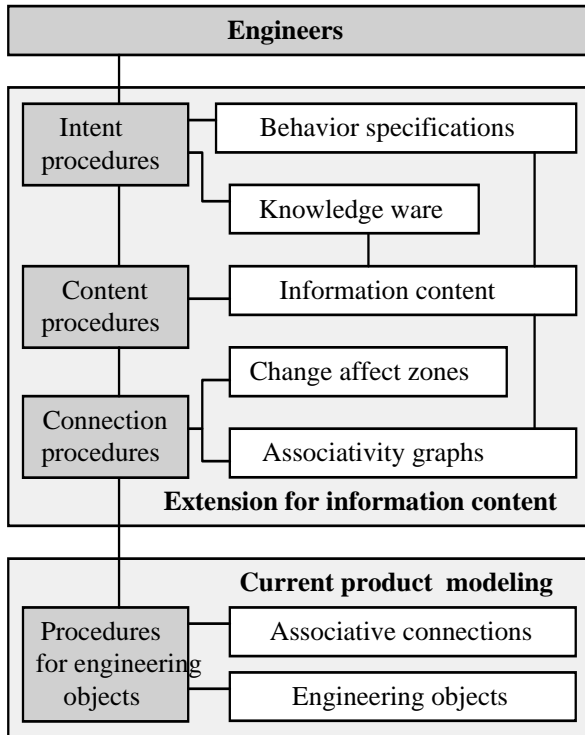 Engineers
Intent
procedures
Behavior specifications
Knowledge ware
Content
procedures
Information content
Change affect zones
Connection
procedures
Associativity graphs
Extension for information content
Current product modeling
Procedures
for engineering
objects
Associative connections
Engineering objects